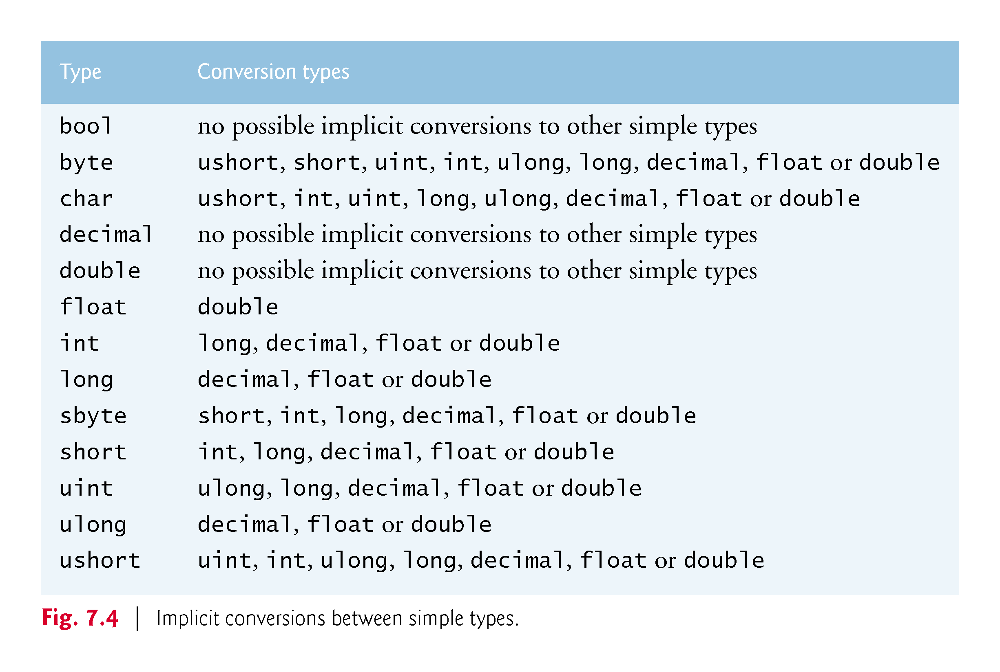 Type Conversion types
bool no possible implicit conversions to other simple types
byte ushort, short, uint, int, ulong, long, decimal, float or double
char ushort, int, uint, long, ulong, decimal, float or double
decimal no possible implicit conversions to other simple types
double no possible implicit conversions to other simple types
float double
int long, decimal, float or double
long decimal, float or double
sbyte short, int, long, decimal, float or double
short int, long, decimal, float or double
uint ulong, long, decimal, float or double
ulong decimal, float or double
ushort uint, int, ulong, long, decimal, float or double
Fig. 7.4 | Implicit conversions between simple types.